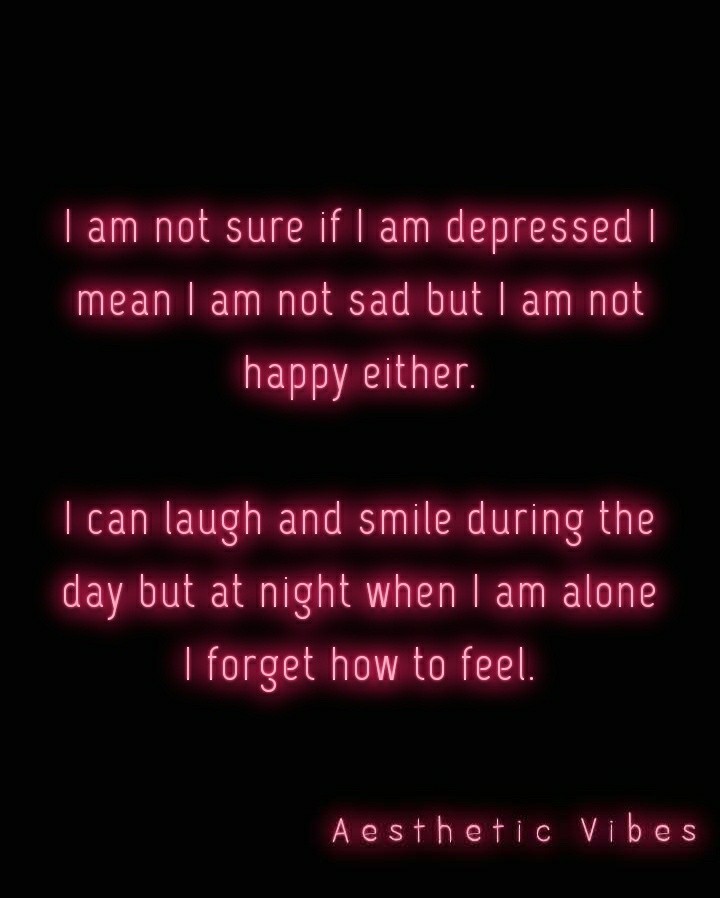 I am not sure if I am depressed I
mean I am not sad but I am not
happy either.
I can laugh and smile during the
day but at night when I am alone
I forget how to feel.
Aesthetic Vibes